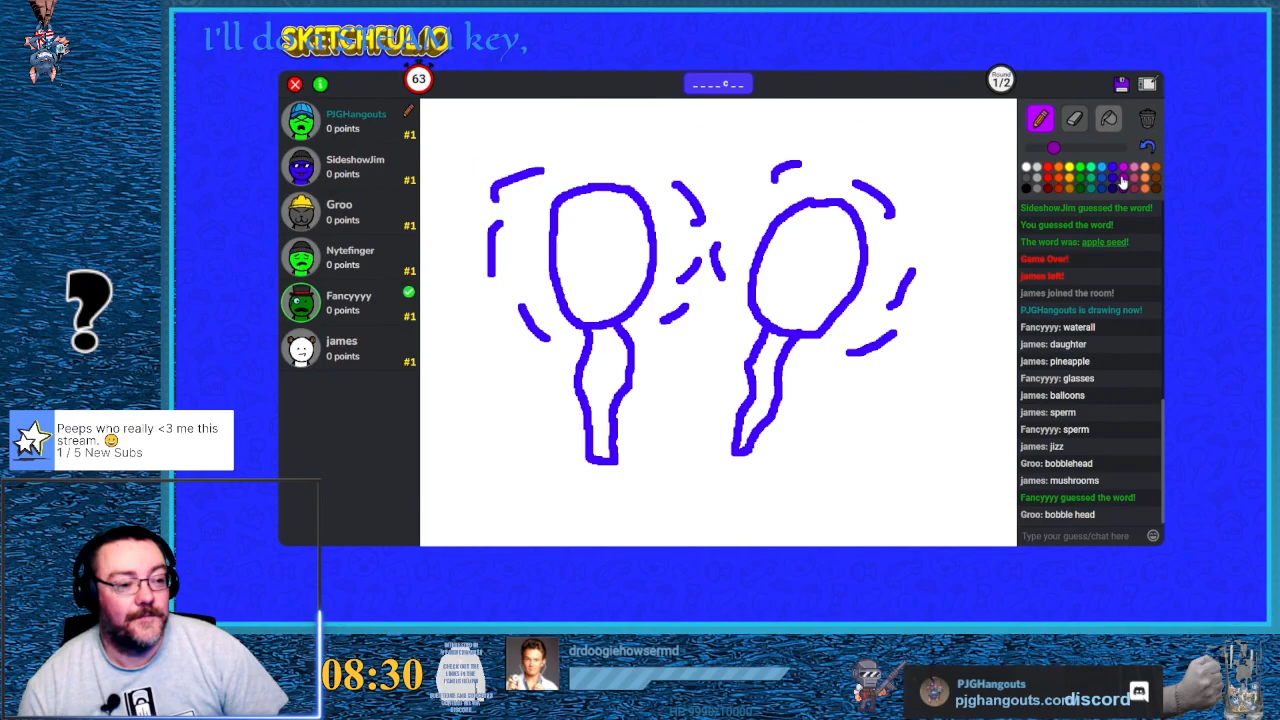 I'll do
key,
SKETCHFUL.IO
63
_ _ _ _ c _ _
Round
1/2
PJGHangouts
0 points
#1
SideshowJim
0 points
#1
Groo
0 points
#1
Nytefinger
0 points
#1
Fancyyyy
0 points
#1
james
0 points
#1
SideshowJim guessed the word!
You guessed the word!
The word was: apple seed!
Game Over!
james left!
james joined the room!
PJGHangouts is drawing now!
Fancyyyy: waterall
james: daughter
james: pineapple
Fancyyyy: glasses
james: balloons
james: sperm
Fancyyyy: sperm
james: jizz
Groo: bobblehead
james: mushrooms
Fancyyyy guessed the word!
Groo: bobble head
Type your guess/chat here
Peeps who really <3 me this
stream.
1 / 5 New Subs
08:30
drdoogiehowsermd
PJGHangouts
pjghangouts.com/discord